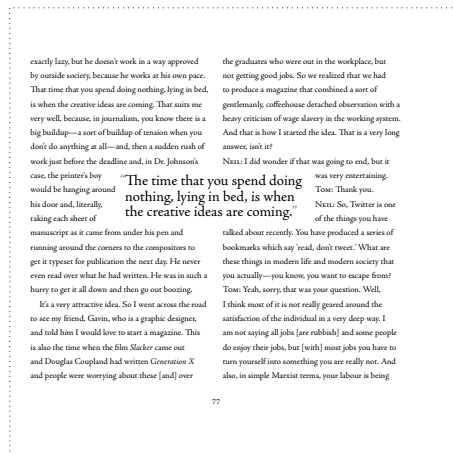 exactly lazy, but he doesn't work in a way approved
by outside society, because he works at his own pace.
That time that you spend doing nothing, lying in bed,
is when the creative ideas are coming. That suits me
very well, because, in journalism, you know there is a
big buildup—a sort of buildup of tension when you
don't do anything at all—and, then a sudden rush of
work just before the deadline and, in Dr. Johnson's
case, the printer's boy
would be hanging around
his door and, literally,
taking each sheet of
manuscript as it came from under his pen and
running around the corners to the compositors to
get it typeset for publication the next day. He never
even read over what he had written. He was in such a
hurry to get it all down and then go out boozing.
It's a very attractive idea. So I went across the road
to see my friend, Gavin, who is a graphic designer,
and told him I would love to start a magazine. This
is also the time when the film Slacker came out
and Douglas Coupland had written Generation X
and people were worrying about these [and] over
“The time that you spend doing
nothing, lying in bed, is when
the creative ideas are coming.”
the graduates who were out in the workplace, but
not getting good jobs. So we realized that we had
to produce a magazine that combined a sort of
gentlemanly, coffeehouse detached observation with a
heavy criticism of wage slavery in the working system.
And that is how I started the idea. That is a very long
answer, isn't it?
Neil: I did wonder if that was going to end, but it
was very entertaining.
Tom: Thank you.
Neil: So, Twitter is one
of the things you have
talked about recently. You have produced a series of
bookmarks which say ‘read, don't tweet.’ What are
these things in modern life and modern society that
you actually—you know, you want to escape from?
Tom: Yeah, sorry, that was your question. Well,
I think most of it is not really geared around the
satisfaction of the individual in a very deep way. I
am not saying all jobs [are rubbish] and some people
do enjoy their jobs, but [with] most jobs you have to
turn yourself into something you are really not. And
also, in simple Marxist terms, your labour is being
77